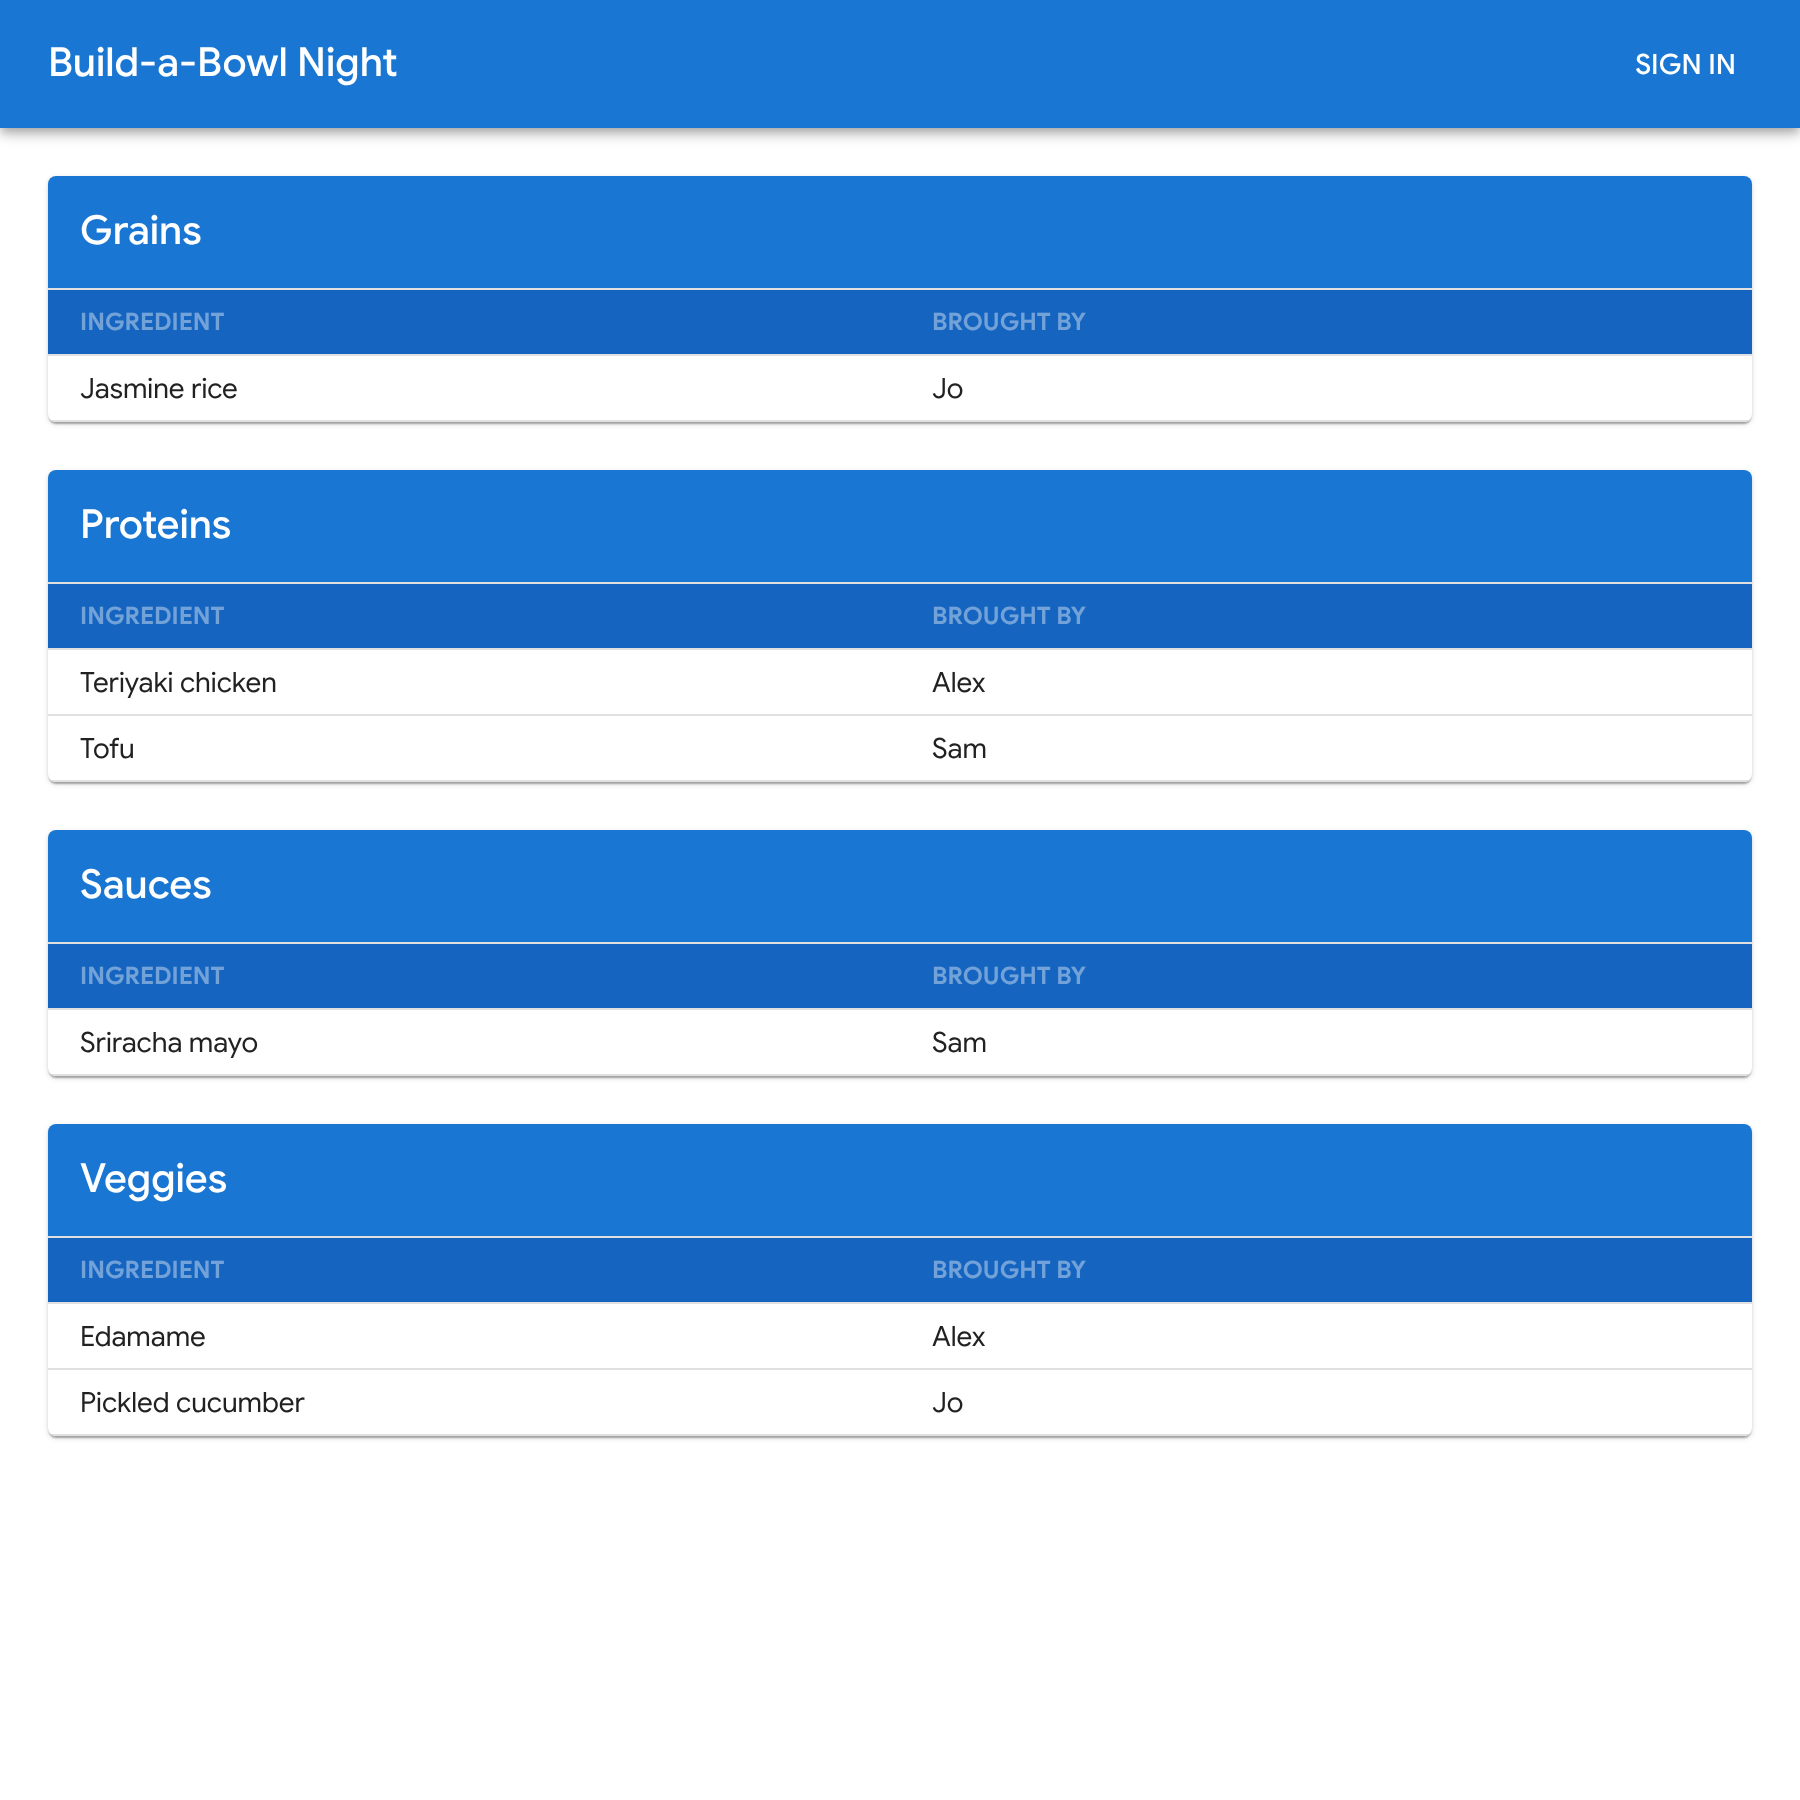 Build-a-Bowl Night SIGN IN
Grains
INGREDIENT BROUGHT BY
Jasmine rice Jo
Proteins
INGREDIENT BROUGHT BY
Teriyaki chicken Alex
Tofu Sam
Sauces
INGREDIENT BROUGHT BY
Sriracha mayo Sam
Veggies
INGREDIENT BROUGHT BY
Edamame Alex
Pickled cucumber Jo